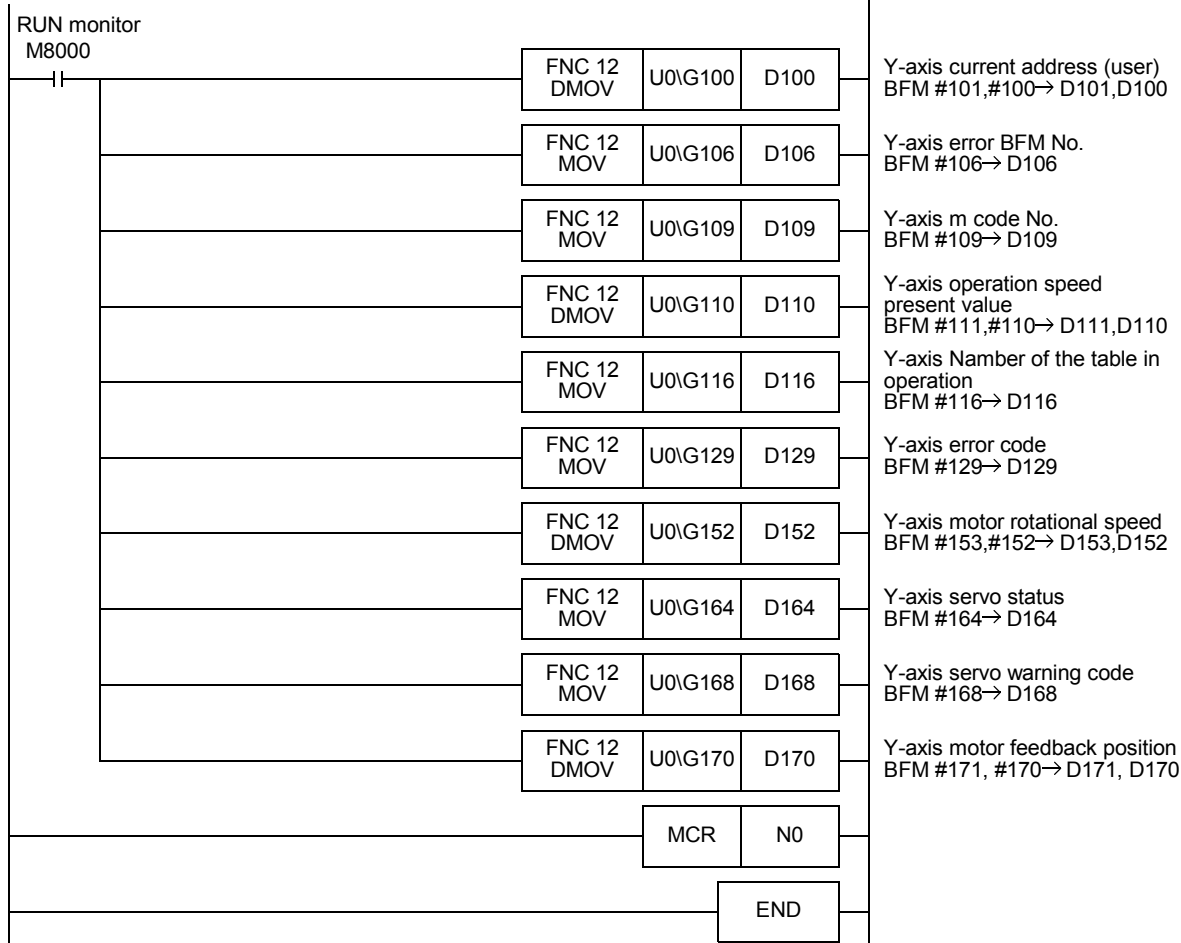 RUN monitor
M8000
FNC 12
DMOV
U0\G100
D100
Y-axis current address (user)
BFM #101,#100→ D101,D100
FNC 12
MOV
U0\G106
D106
Y-axis error BFM No.
BFM #106→ D106
FNC 12
MOV
U0\G109
D109
Y-axis m code No.
BFM #109→ D109
FNC 12
DMOV
U0\G110
D110
Y-axis operation speed
present value
BFM #111,#110→ D111,D110
FNC 12
MOV
U0\G116
D116
Y-axis Namber of the table in
operation
BFM #116→ D116
FNC 12
MOV
U0\G129
D129
Y-axis error code
BFM #129→ D129
FNC 12
DMOV
U0\G152
D152
Y-axis motor rotational speed
BFM #153,#152→ D153,D152
FNC 12
MOV
U0\G164
D164
Y-axis servo status
BFM #164→ D164
FNC 12
MOV
U0\G168
D168
Y-axis servo warning code
BFM #168→ D168
FNC 12
DMOV
U0\G170
D170
Y-axis motor feedback position
BFM #171, #170→ D171, D170
MCR
N0
END